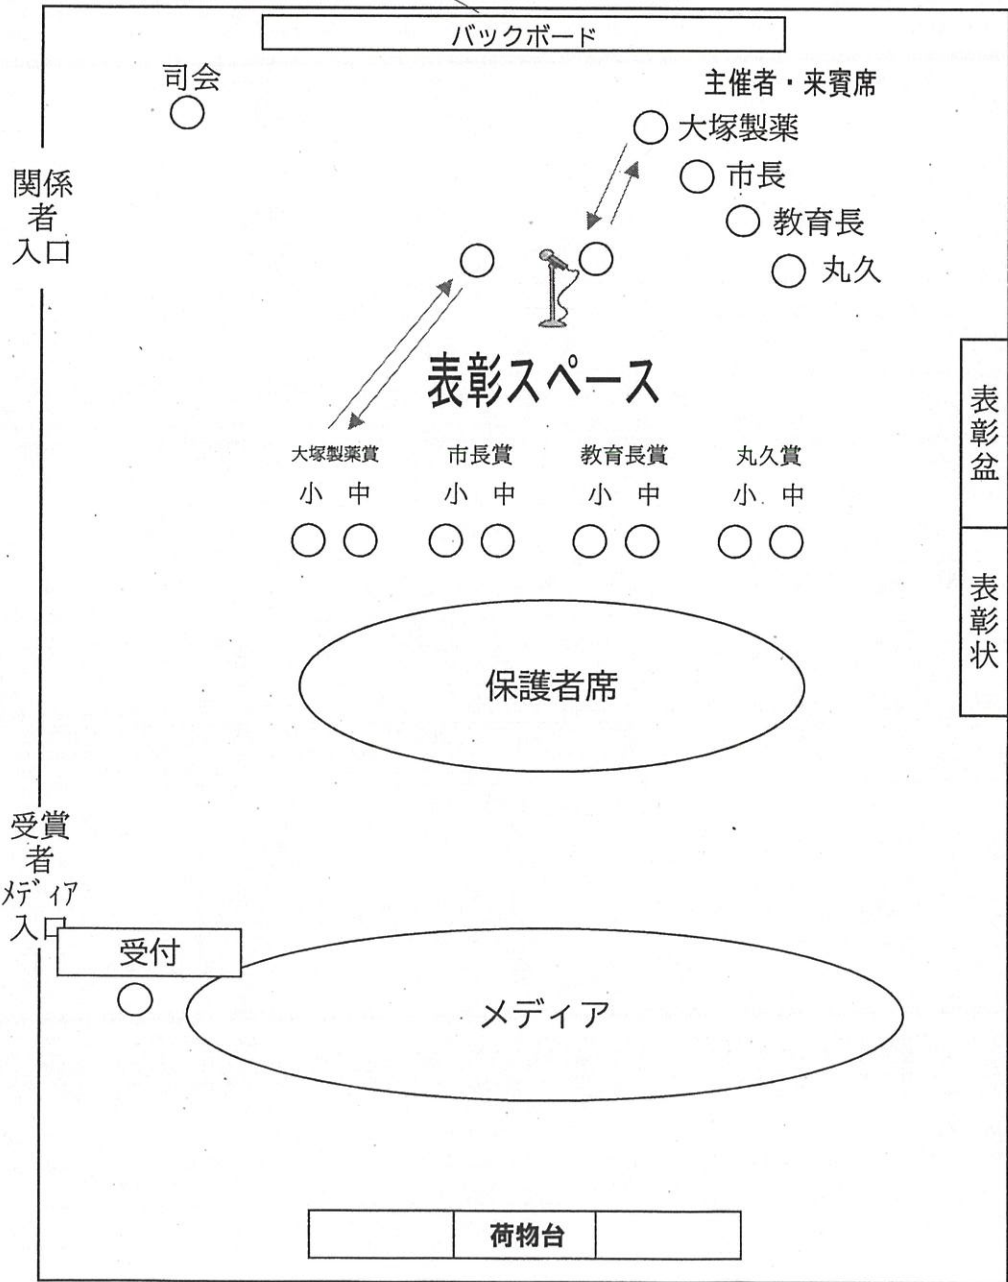 バックボード
司会
主催者・来賓席
大塚製薬
市長
教育長
丸久
関係
者
入口
表彰スペース
大塚製薬賞
市長賞
教育長賞
丸久賞
小 中
小 中
小 中
小 中
表彰盆
表彰状
保護者席
受賞
者
メディア
入口
受付
メディア
荷物台